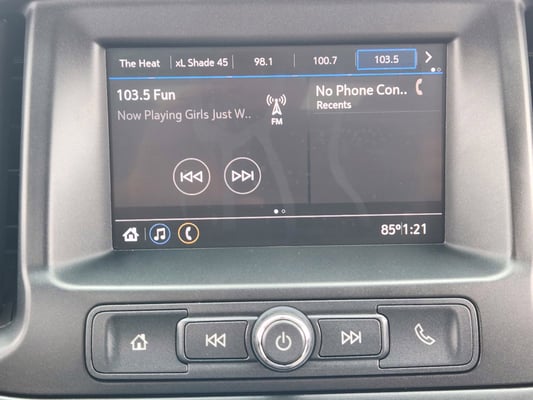 The Heat xL Shade 45 98.1 100.7 103.5
103.5 Fun
Now Playing Girls Just W..
FM
No Phone Con..
Recents
85° 1:21